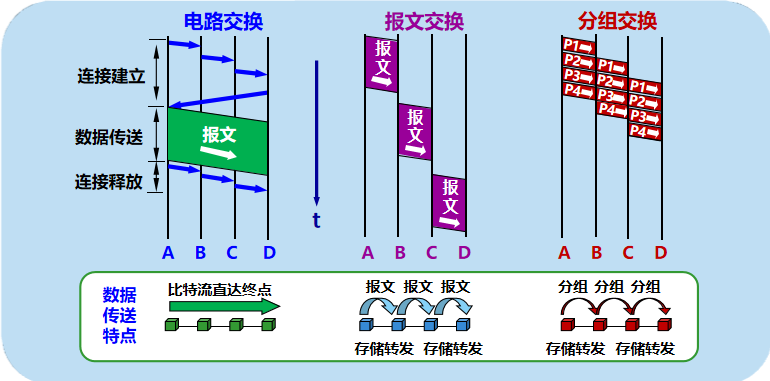 电路交换
报文交换
分组交换
连接建立
数据传送
连接释放
报文
t
A B C D
报文
报文
报文
A B C D
P1 P1 P1
P2 P2 P2
P3 P3 P3
P4 P4 P4
A B C D
数据
传送
特点
比特流直达终点
报文 报文 报文
存储转发 存储转发
分组 分组 分组
存储转发 存储转发